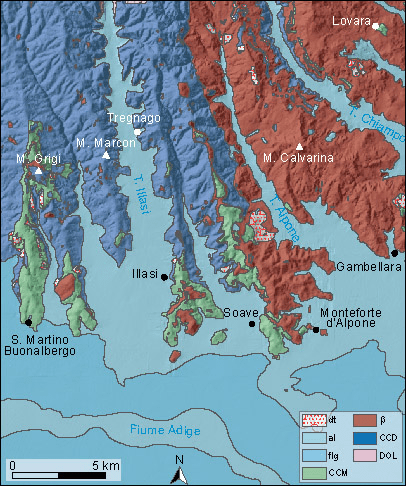 Lovara
T. Chiampo
Tregnago
M. Marcon
M. Grigi
M. Calvarina
T. Illasi
T. Alpone
Gambellara
Illasi
Soave
Monteforte
d'Alpone
S. Martino
Buonalbergo
Fiume Adige
N
0 5 km
dt β
al CCD
flg DOL
CCM